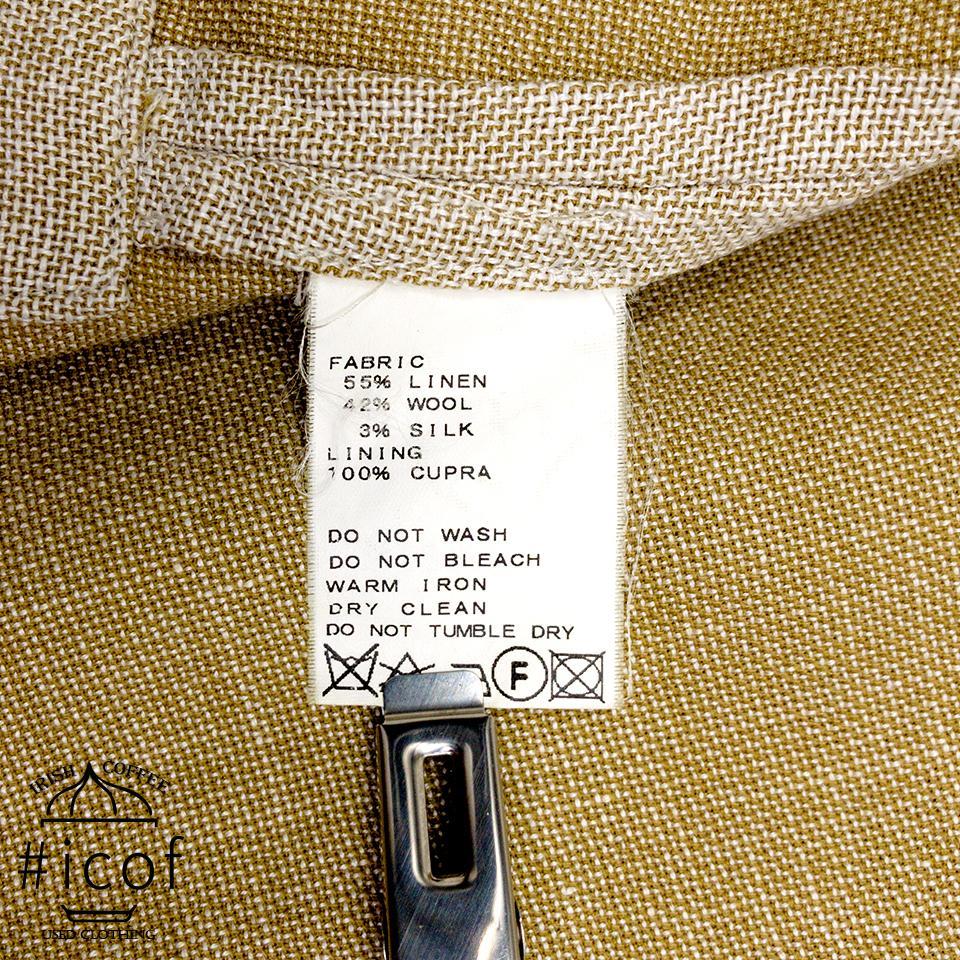 FABRIC
55% LINEN
42% WOOL
3% SILK
LINING
100% CUPRA
DO NOT WASH
DO NOT BLEACH
WARM IRON
DRY CLEAN
DO NOT TUMBLE DRY
F
IRISH COFFEE
#icof
USED CLOTHING